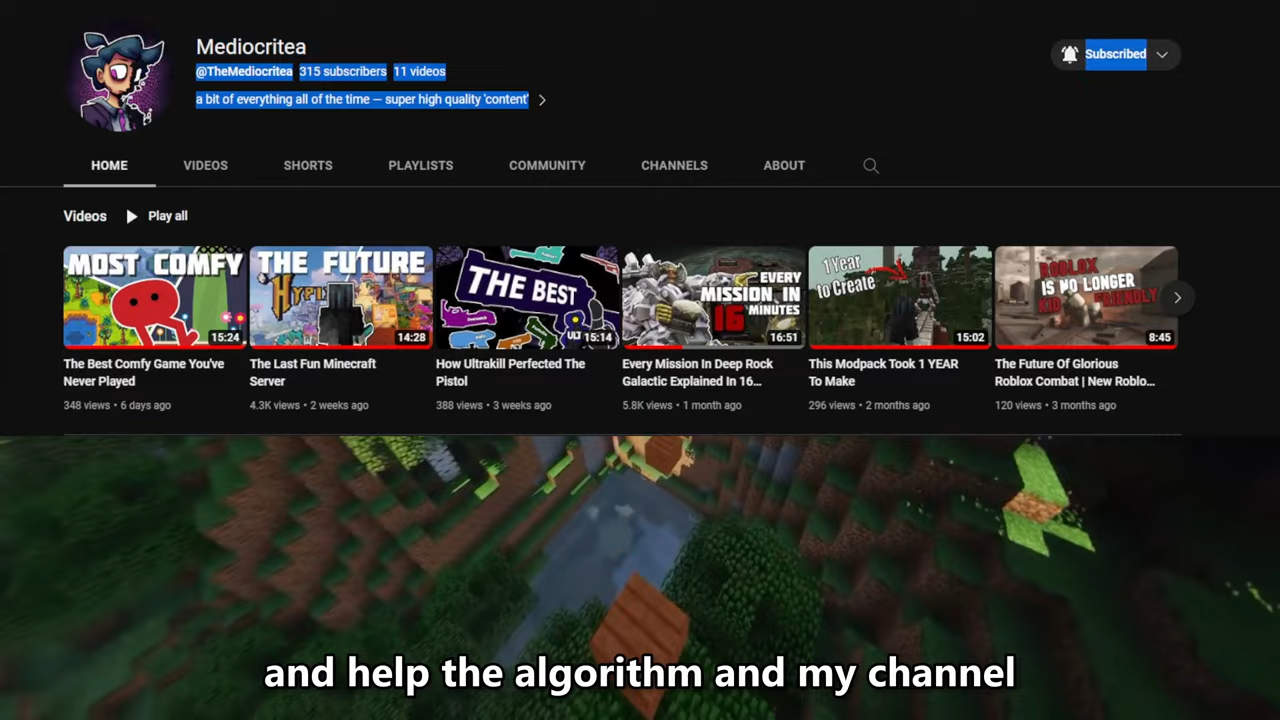 Mediocritea
@TheMediocritea 315 subscribers 11 videos
a bit of everything all of the time — super high quality 'content'
Subscribed
HOME VIDEOS SHORTS PLAYLISTS COMMUNITY CHANNELS ABOUT
Videos Play all
MOST COMFY
15:24
The Best Comfy Game You've
Never Played
348 views • 6 days ago
THE FUTURE
14:28
The Last Fun Minecraft
Server
4.3K views • 2 weeks ago
THE BEST
15:14
How Ultrakill Perfected The
Pistol
388 views • 3 weeks ago
EVERY
MISSION IN
16
MINUTES
16:51
Every Mission In Deep Rock
Galactic Explained In 16...
5.8K views • 1 month ago
1 Year
to Create
15:02
This Modpack Took 1 YEAR
To Make
296 views • 2 months ago
ROBLOX
IS NO LONGER
KID FRIENDLY
8:45
The Future Of Glorious
Roblox Combat | New Roblo...
120 views • 3 months ago
and help the algorithm and my channel